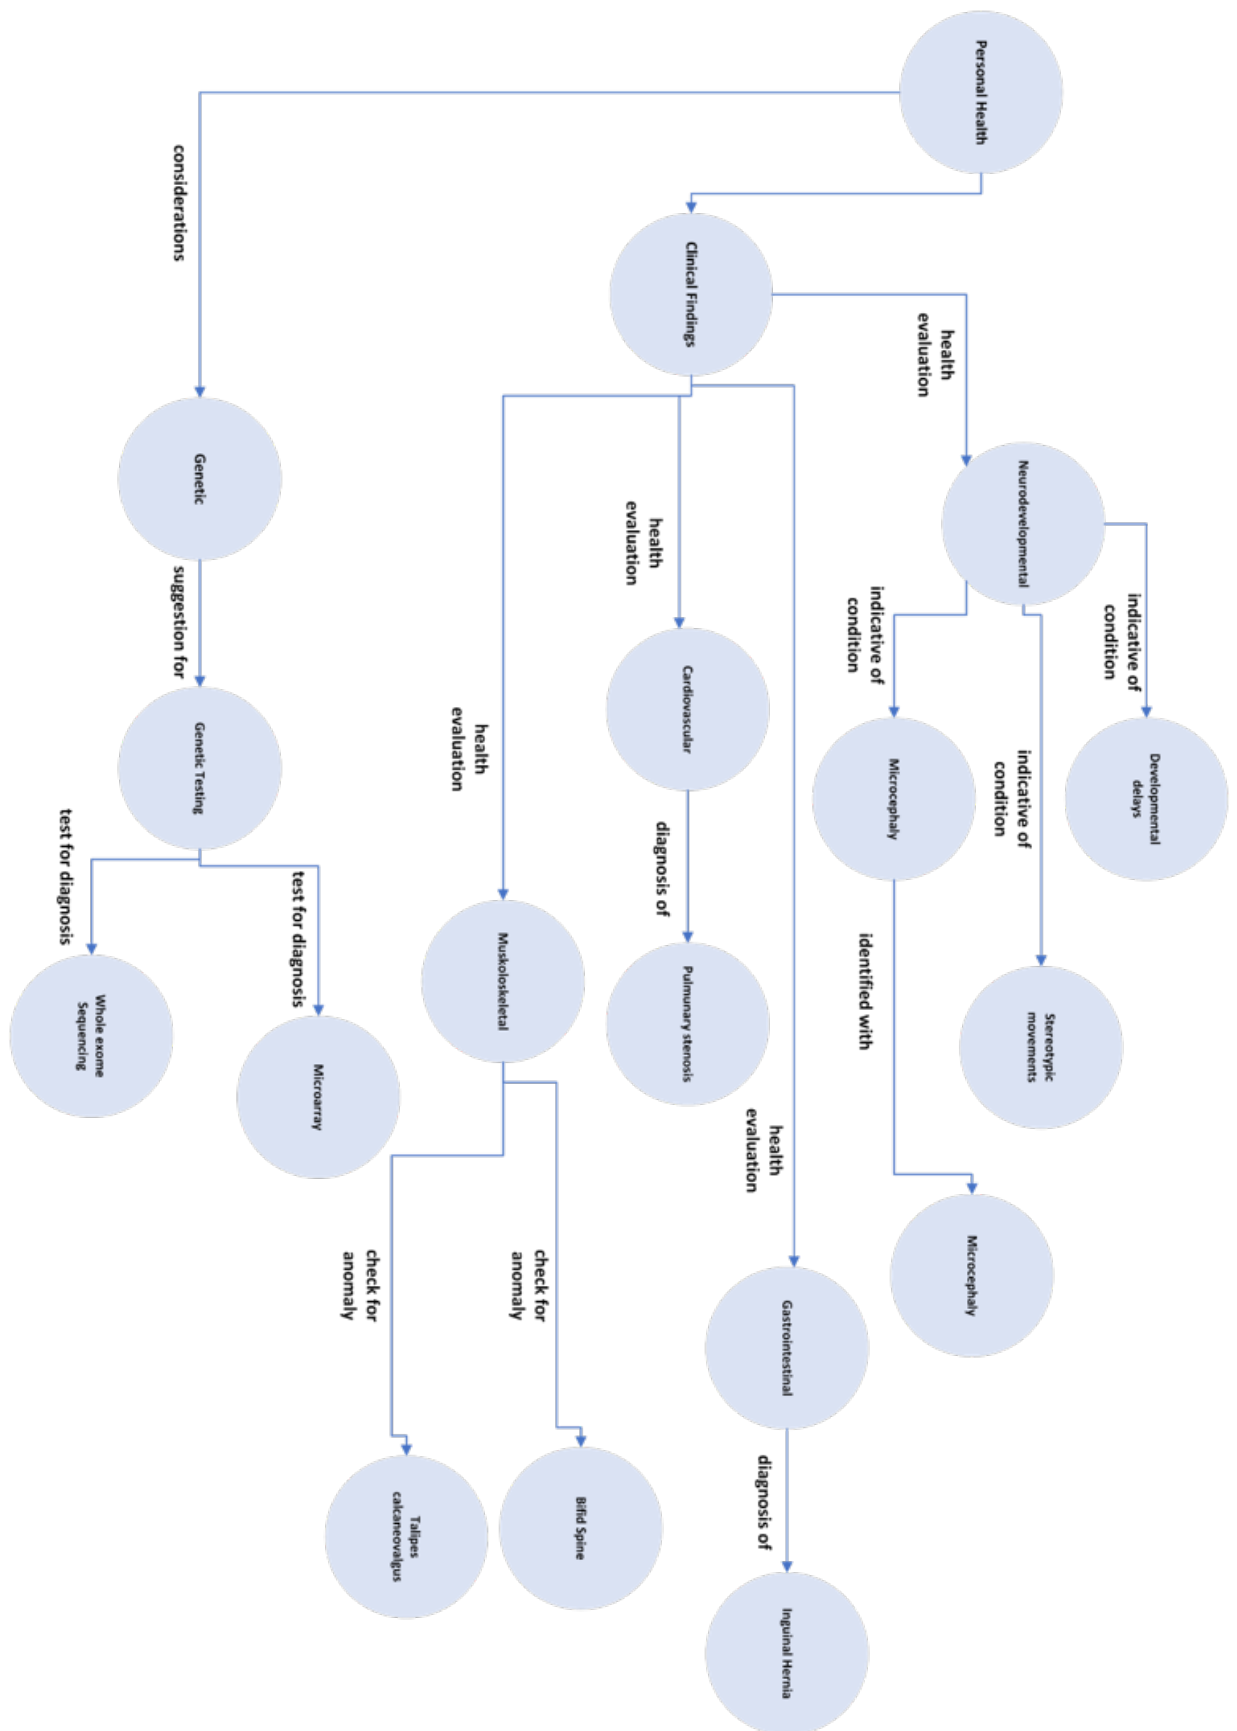 Personal Health
considerations
Clinical Findings
health
evaluation
Neurodevelopmental
indicative of
condition
Developmental
delays
indicative of
condition
Stereotypic
movements
indicative of
condition
Microcephaly
identified with
Microcephaly
health
evaluation
Gastrointestinal
diagnosis of
Inguinal Hernia
health
evaluation
Cardiovascular
diagnosis of
Pulmunary stenosis
health
evaluation
Muskoloskeletal
check for
anomaly
Bifid Spine
check for
anomaly
Talipes
calcaneovalgus
Genetic
suggestion for
Genetic Testing
test for diagnosis
Microarray
test for diagnosis
Whole exome
Sequencing